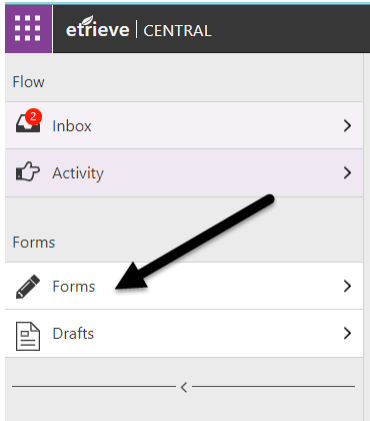 etrieve | CENTRAL
Flow
2
Inbox
Activity
Forms
Forms
Drafts